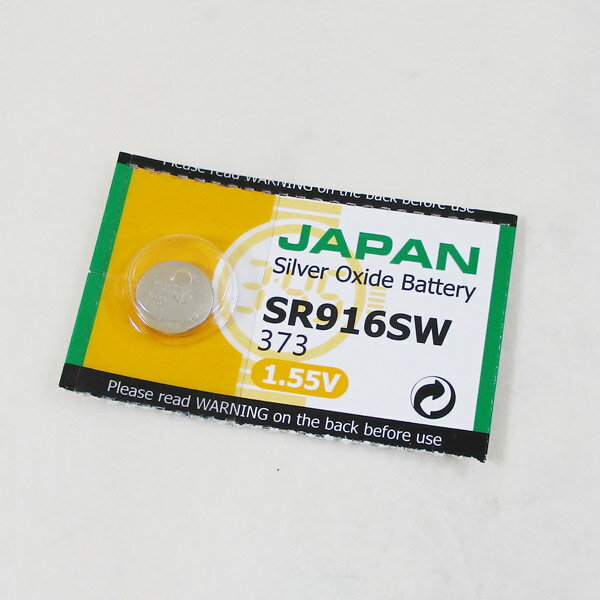 Please read WARNING on the back before use
JAPAN
Silver Oxide Battery
SR916SW
373
1.55V
Please read WARNING on the back before use